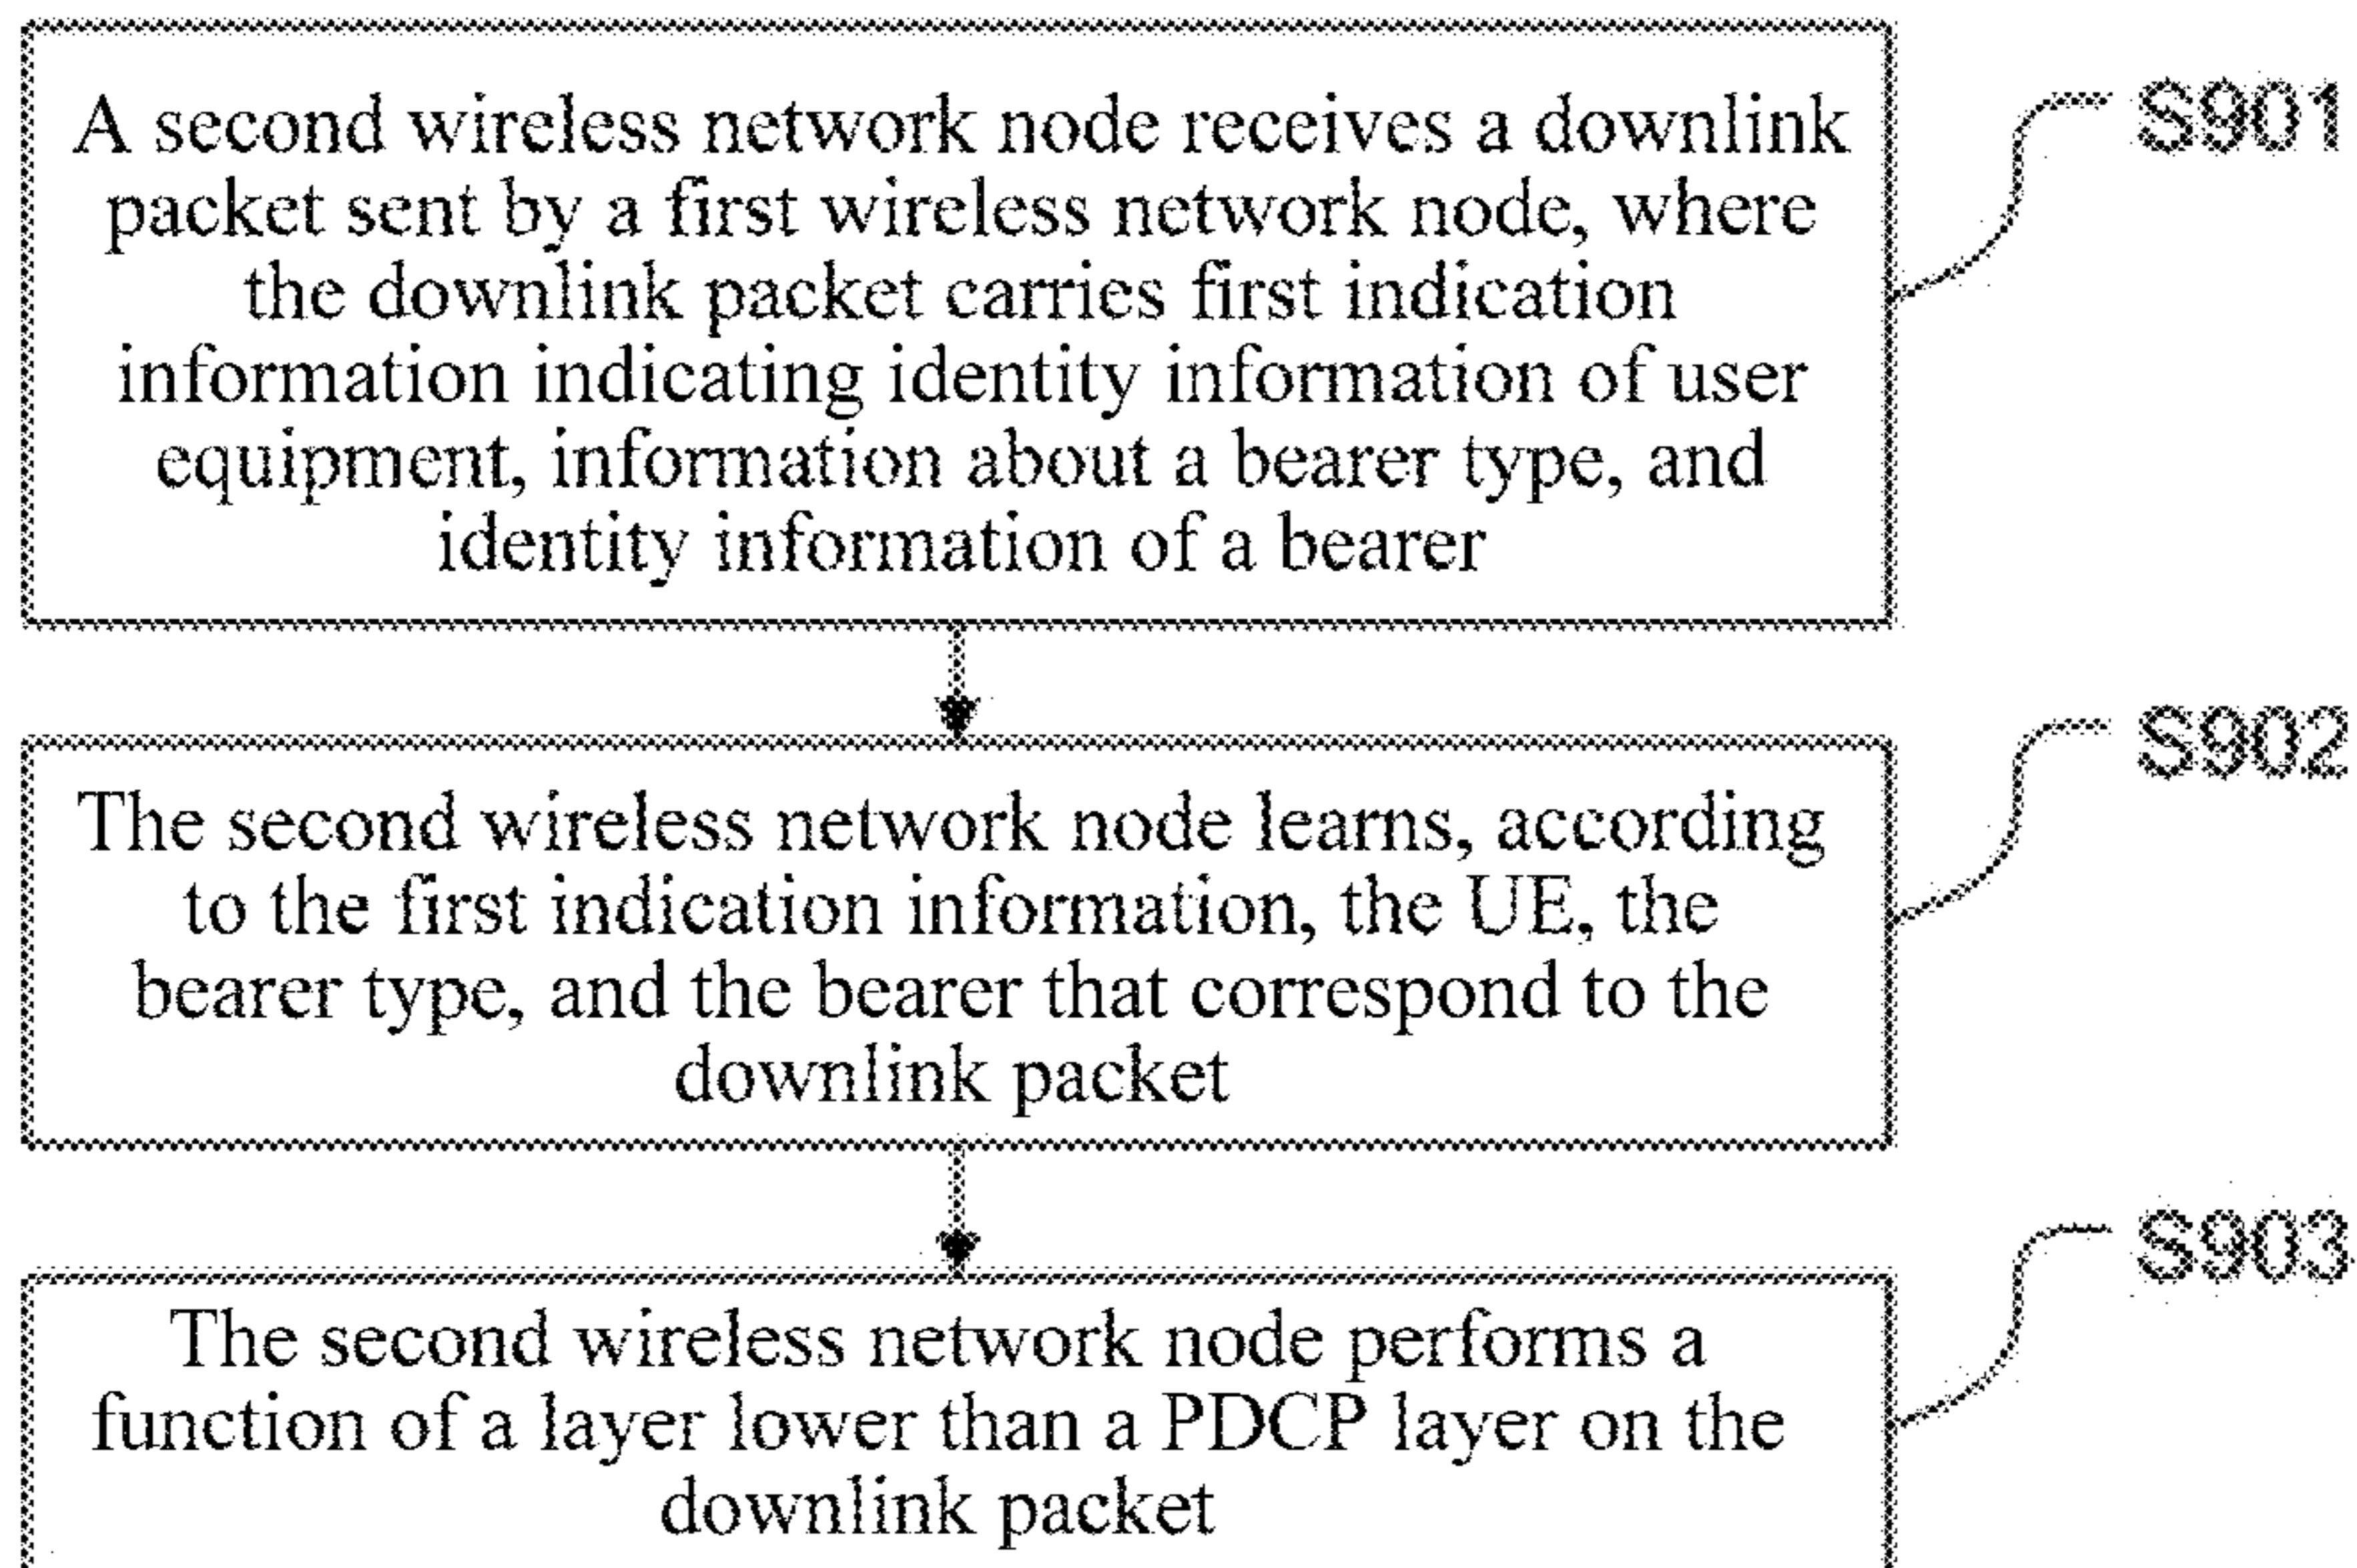 A second wireless network node receives a downlink
packet sent by a first wireless network node, where
the downlink packet carries first indication
information indicating identity information of user
equipment, information about a bearer type, and
identity information of a bearer
S901
The second wireless network node learns, according
to the first indication information, the UE, the
bearer type, and the bearer that correspond to the
downlink packet
S902
The second wireless network node performs a
function of a layer lower than a PDCP layer on the
downlink packet
S903